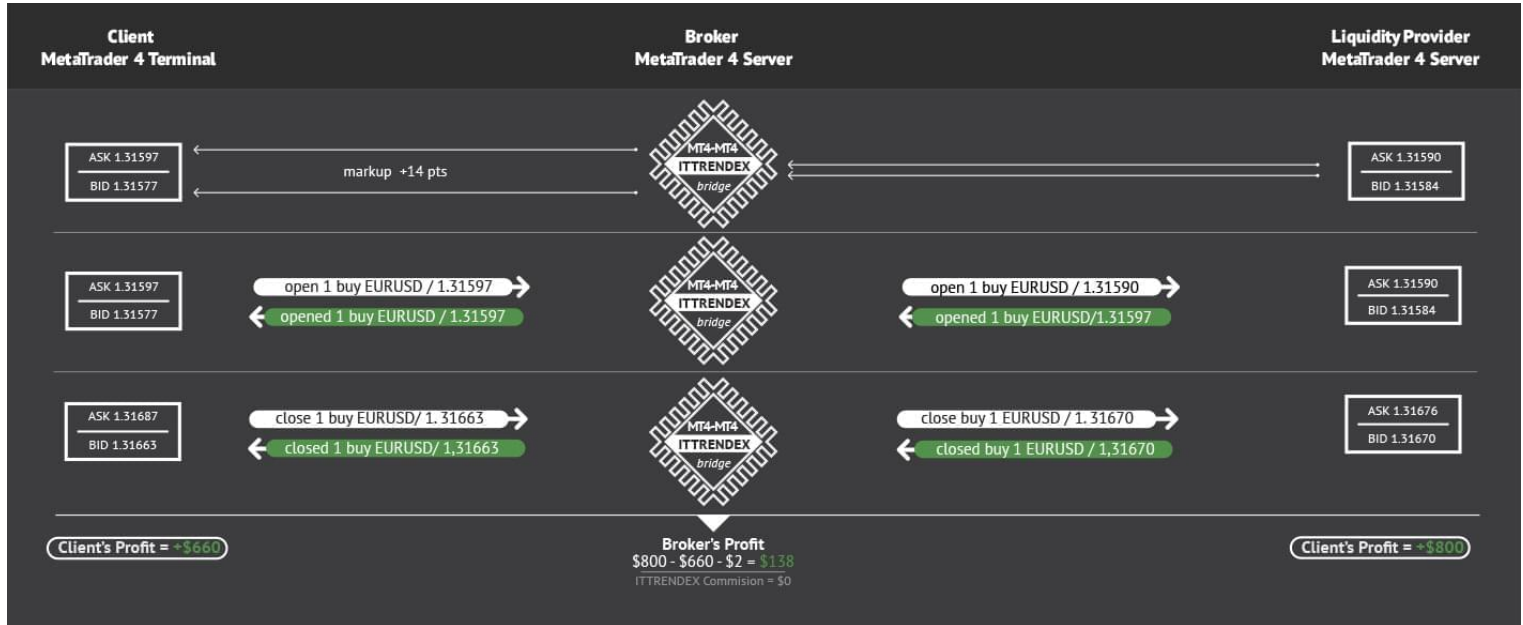 Client
MetaTrader 4 Terminal
Broker
MetaTrader 4 Server
Liquidity Provider
MetaTrader 4 Server
ASK 1.31597
BID 1.31577
markup +14 pts
MT4-MT4
ITTRENDEX
bridge
ASK 1.31590
BID 1.31584
ASK 1.31597
BID 1.31577
open 1 buy EURUSD / 1.31597
opened 1 buy EURUSD / 1.31597
MT4-MT4
ITTRENDEX
bridge
open 1 buy EURUSD / 1.31590
opened 1 buy EURUSD/1.31597
ASK 1.31590
BID 1.31584
ASK 1.31687
BID 1.31663
close 1 buy EURUSD/ 1. 31663
closed 1 buy EURUSD/ 1,31663
MT4-MT4
ITTRENDEX
bridge
close buy 1 EURUSD / 1. 31670
closed buy 1 EURUSD / 1,31670
ASK 1.31676
BID 1.31670
Client's Profit = +$660
Broker's Profit
$800 - $660 - $2 = $138
ITTRENDEX Commision = $0
Client's Profit = +$800